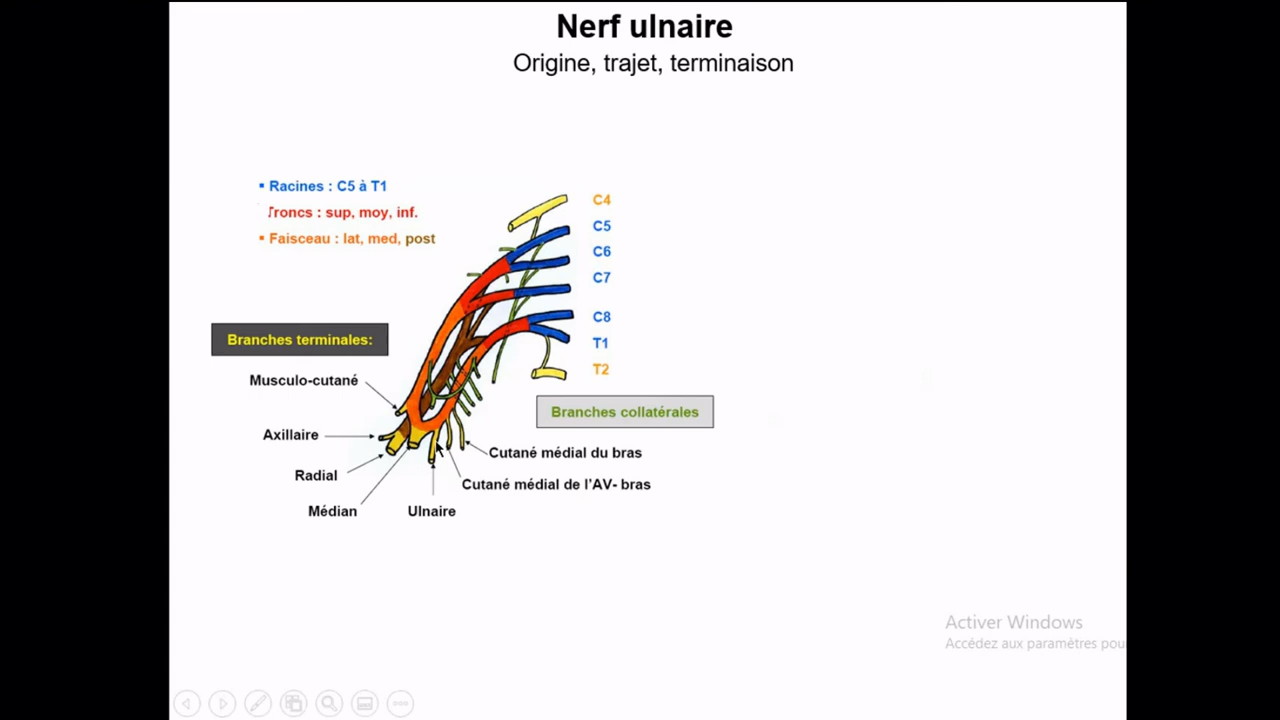 Nerf ulnaire
Origine, trajet, terminaison
▪ Racines : C5 à T1
Troncs : sup, moy, inf.
▪ Faisceau : lat, med, post
C4
C5
C6
C7
C8
T1
T2
Branches terminales:
Musculo-cutané
Axillaire
Radial
Médian
Ulnaire
Branches collatérales
Cutané médial du bras
Cutané médial de l'AV- bras
Activer Windows
Accédez aux paramètres pou